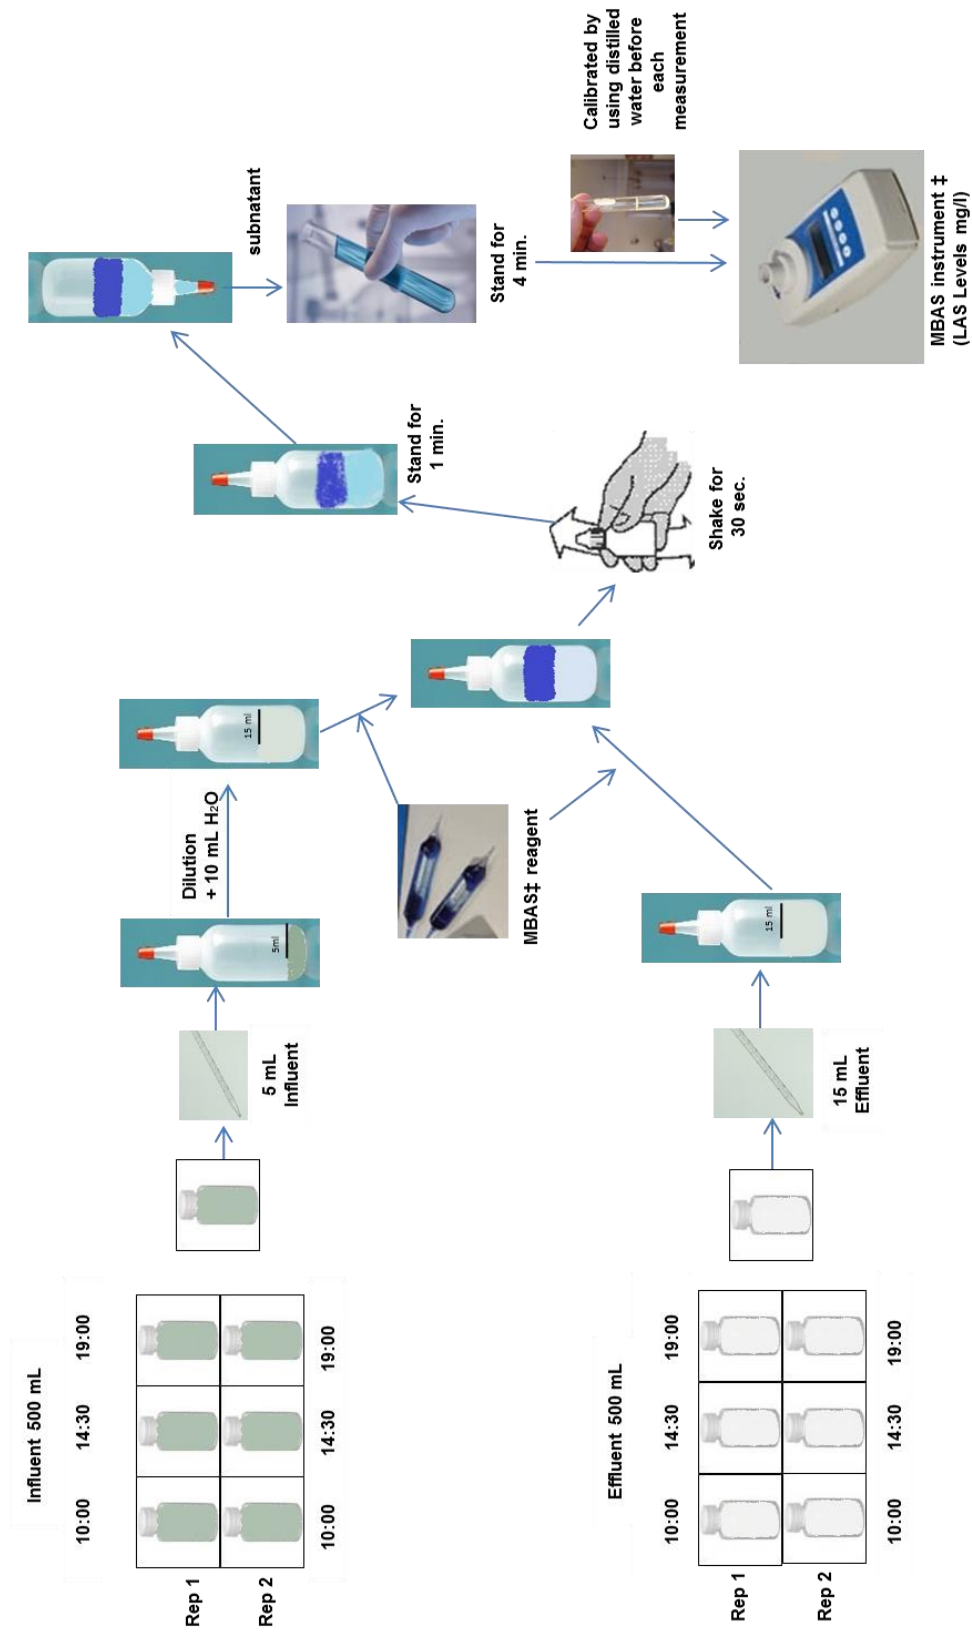 Influent 500 mL
10:00 14:30 19:00
Rep 1
Rep 2
10:00 14:30 19:00
5 mL
Influent
5ml
Dilution
+ 10 mL H₂O
15 ml
MBAS‡ reagent
Effluent 500 mL
10:00 14:30 19:00
Rep 1
Rep 2
10:00 14:30 19:00
15 mL
Effluent
15 ml
Shake for
30 sec.
Stand for
1 min.
subnatant
Stand for
4 min.
Calibrated by
using distilled
water before
each
measurement
MBAS instrument ‡
(LAS Levels mg/l)